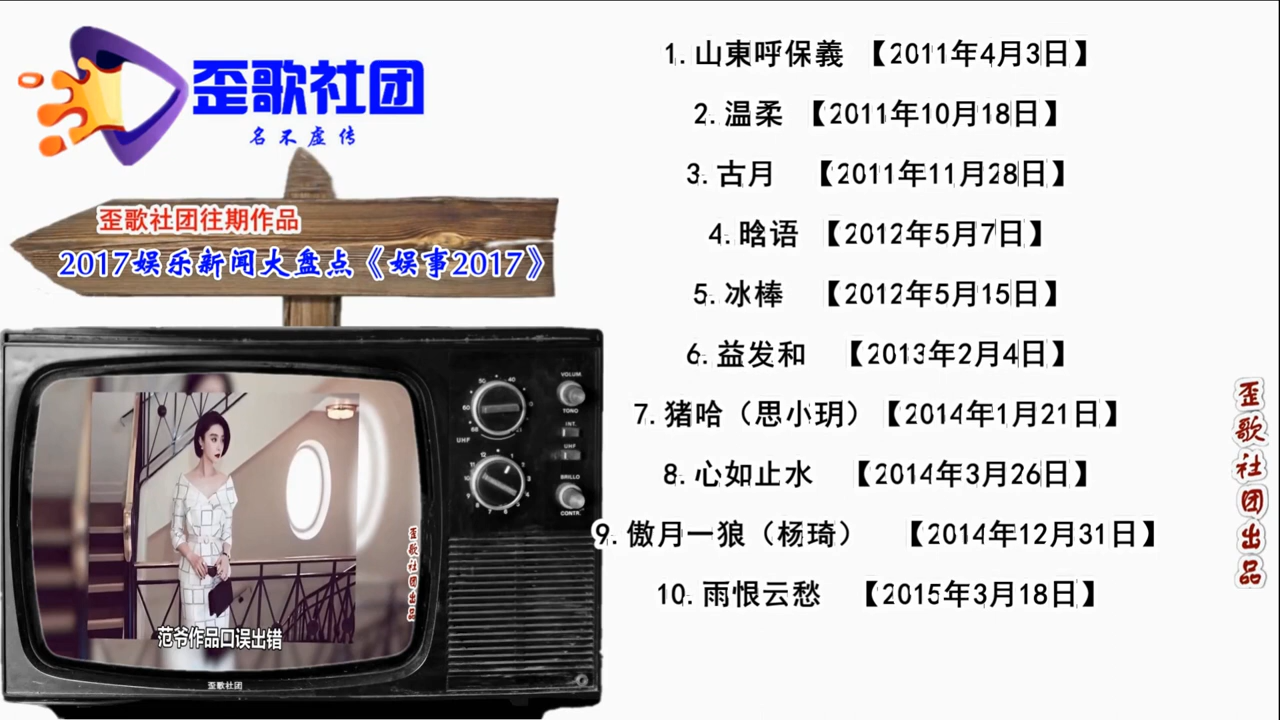 歪歌社团
名不虚传
歪歌社团往期作品
2017娱乐新闻大盘点《娱事2017》
范爷作品口误出错
歪歌社团出品
歪歌社团
VOLUM.
TONO
INT.
UHF
UHF
BRILLO
CONTR.
1.山東呼保義 【2011年4月3日】
2.温柔 【2011年10月18日】
3.古月 【2011年11月28日】
4.晗语 【2012年5月7日】
5.冰棒 【2012年5月15日】
6.益发和 【2013年2月4日】
7.猪哈（思小玥）【2014年1月21日】
8.心如止水 【2014年3月26日】
9.傲月一狼（杨琦） 【2014年12月31日】
10.雨恨云愁 【2015年3月18日】
歪歌社团出品